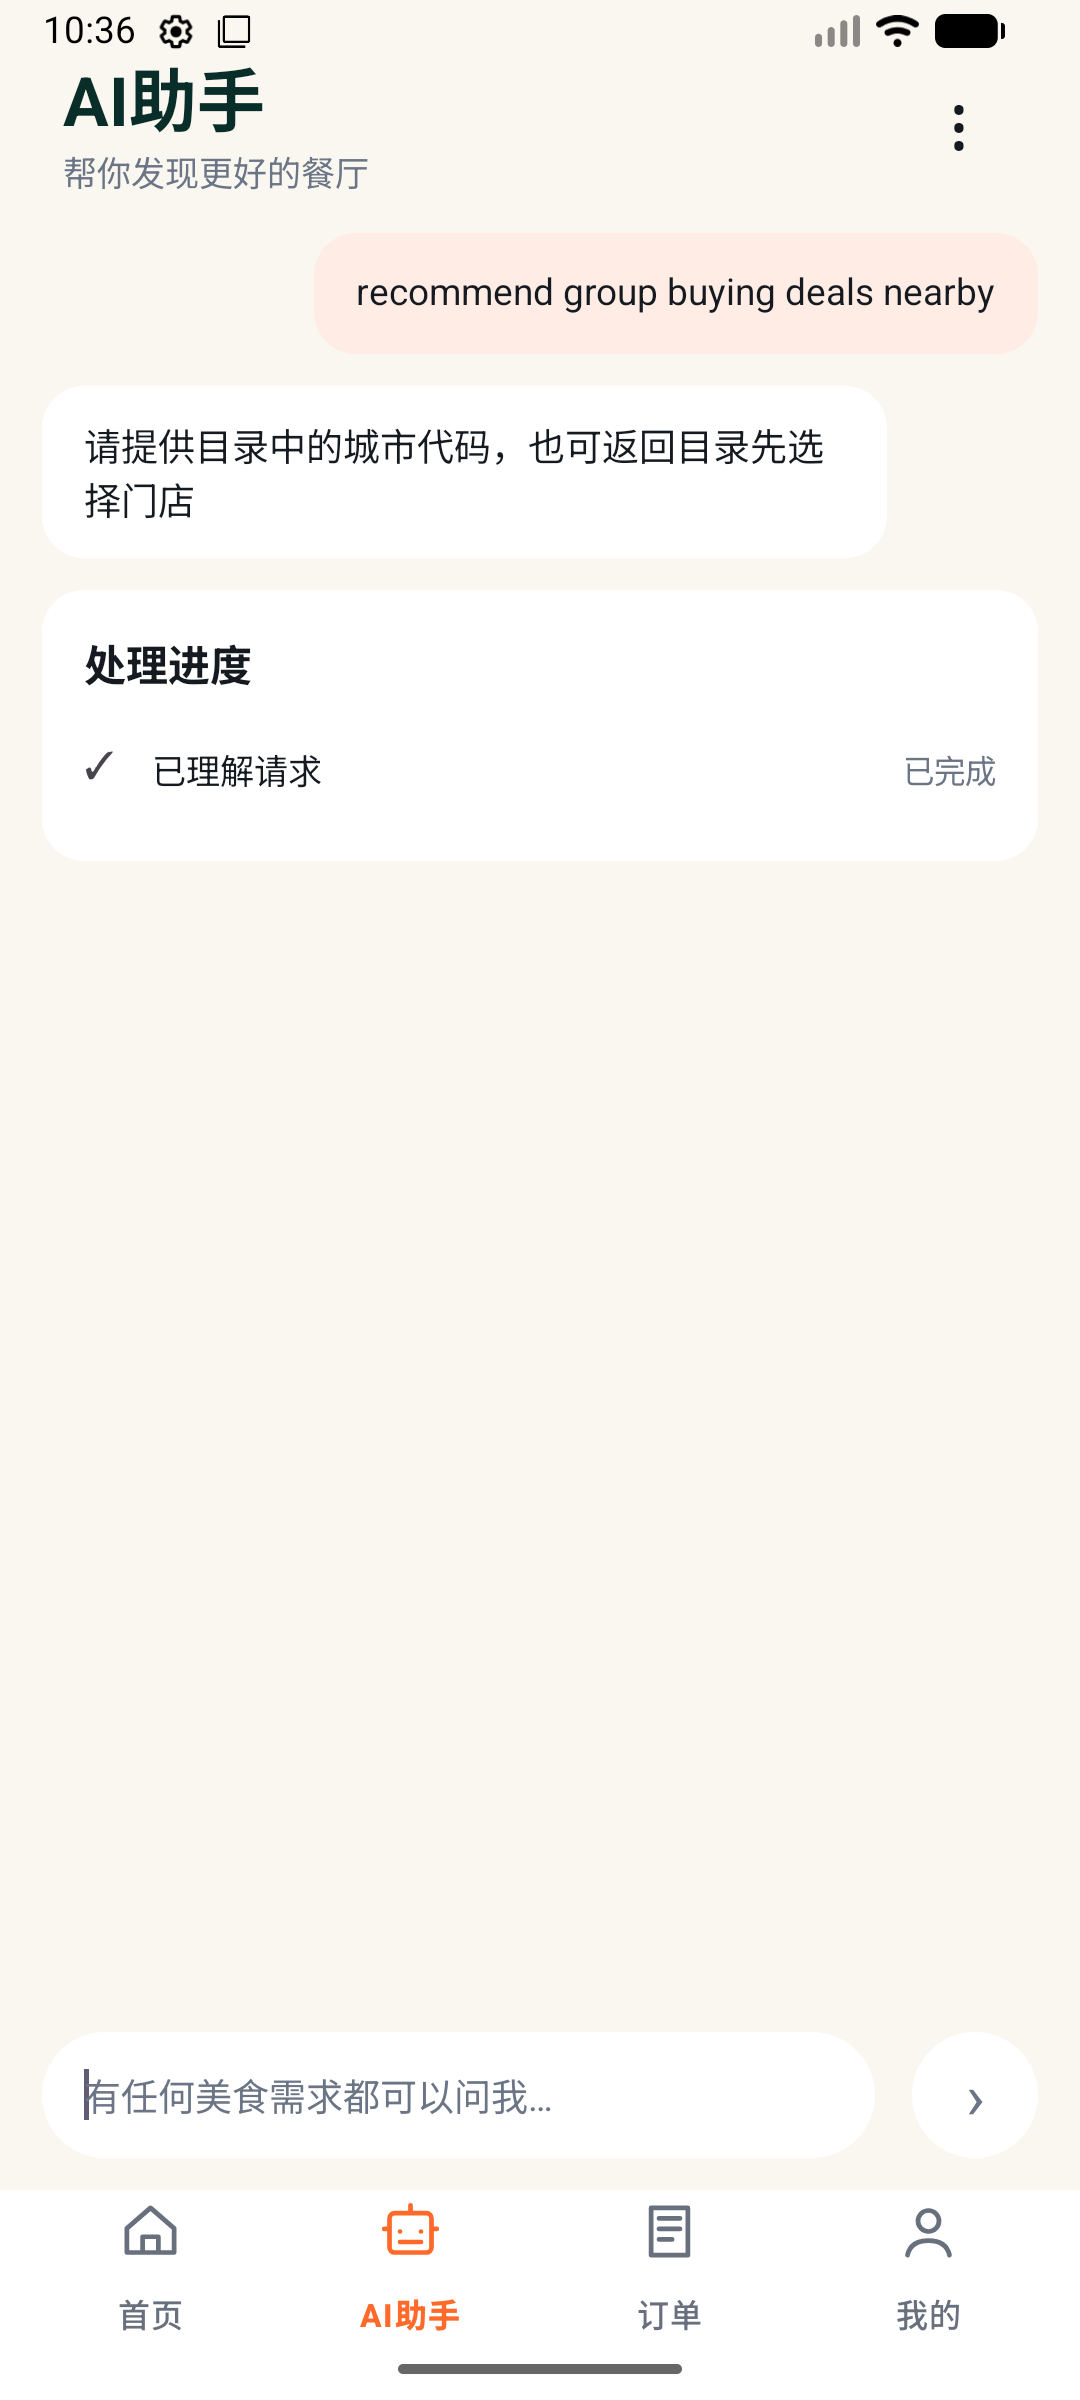 10:36
AI助手
帮你发现更好的餐厅
recommend group buying deals nearby
请提供目录中的城市代码，也可返回目录先选
择门店
处理进度
✓ 已理解请求 已完成
有任何美食需求都可以问我...
›
首页 AI助手 订单 我的